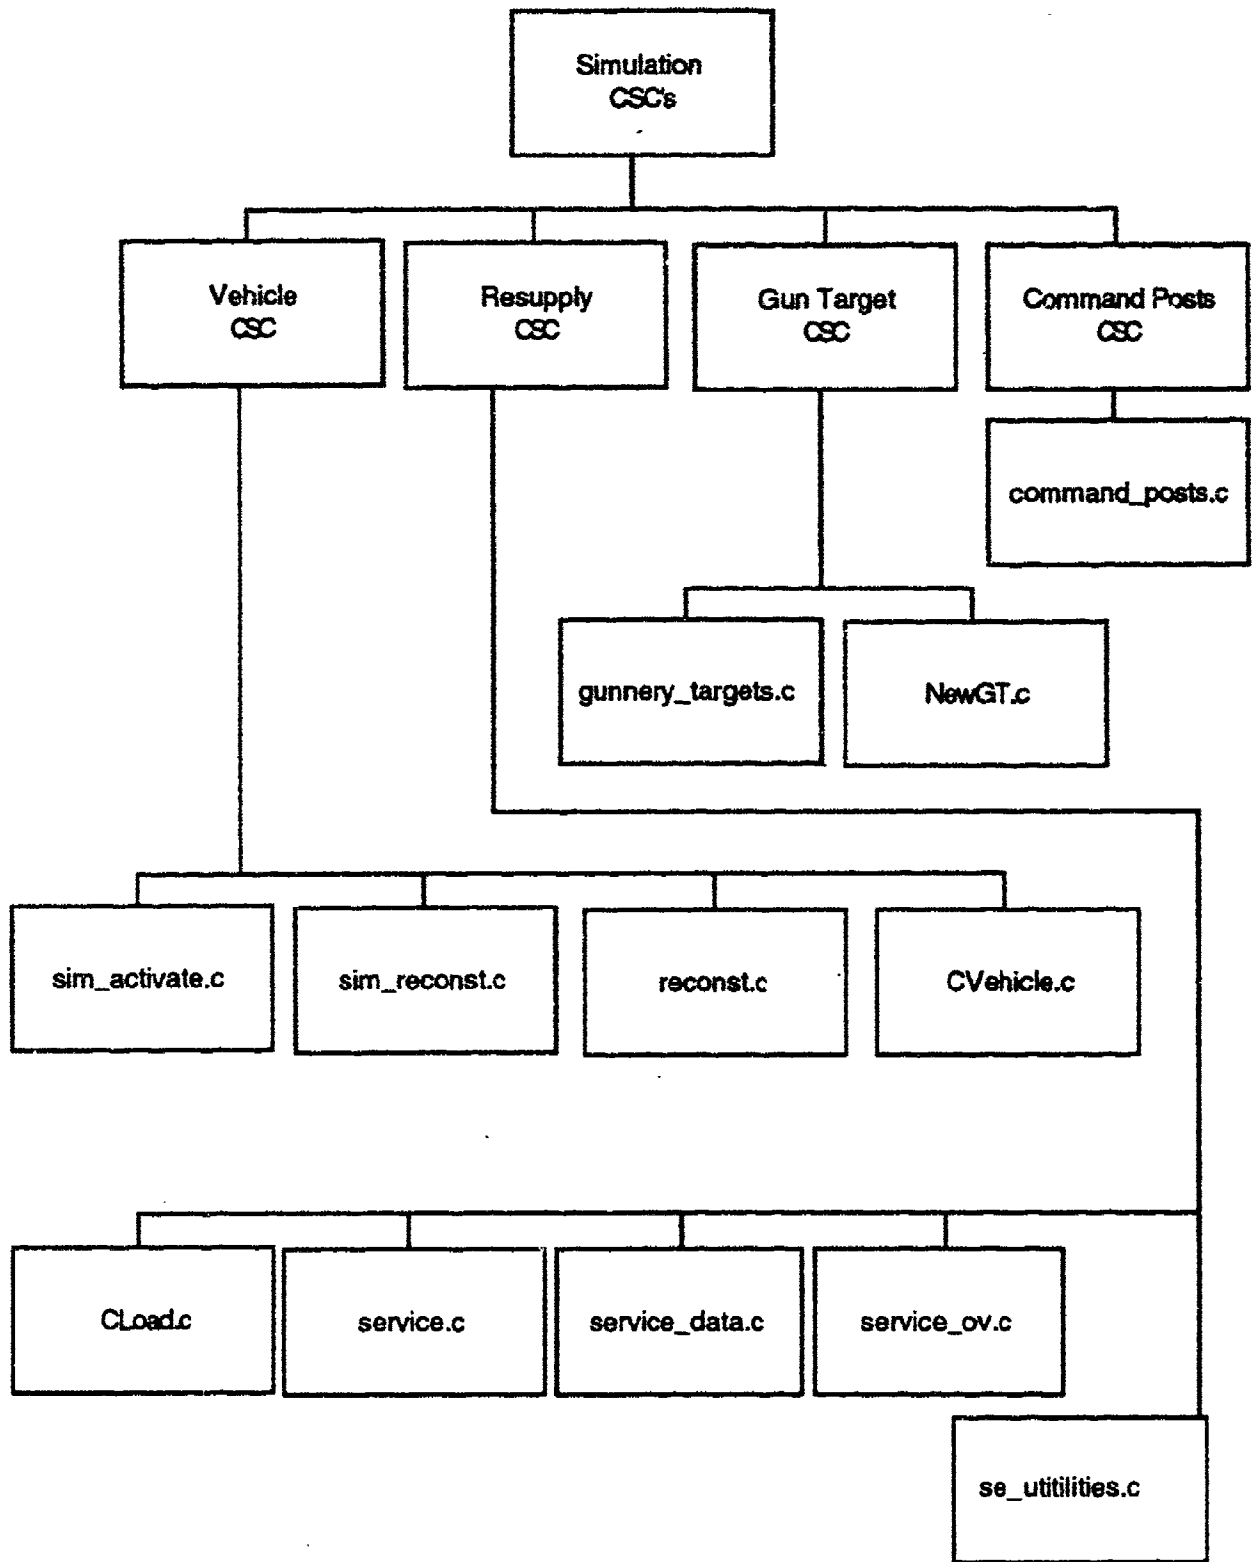 Simulation
CSC's
Vehicle
CSC
Resupply
CSC
Gun Target
CSC
Command Posts
CSC
command_posts.c
gunnery_targets.c
NewGT.c
sim_activate.c
sim_reconst.c
reconst.c
CVehicle.c
CLoad.c
service.c
service_data.c
service_ov.c
se_utitilities.c